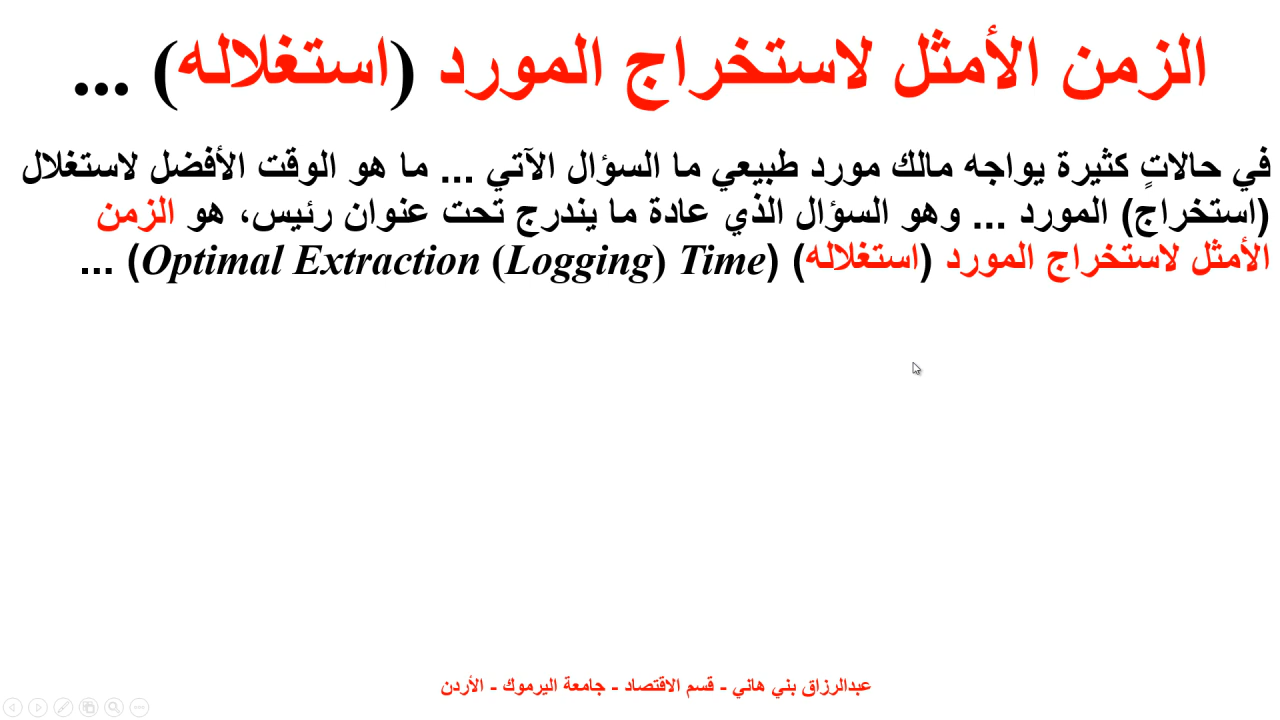 الزمن الأمثل لاستخراج المورد (استغلاله) ...
في حالاتٍ كثيرة يواجه مالك مورد طبيعي ما السؤال الآتي ... ما هو الوقت الأفضل لاستغلال
(استخراج) المورد ... وهو السؤال الذي عادة ما يندرج تحت عنوان رئيس، هو الزمن
الأمثل لاستخراج المورد (استغلاله) (Optimal Extraction (Logging) Time) ...
عبدالرزاق بني هاني - قسم الاقتصاد - جامعة اليرموك - الأردن